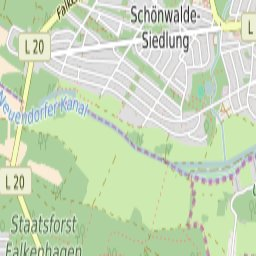 Schönwalde-
Siedlung
L 20
L
Neuendorfer Kanal
L 20
Staatsforst
Falkenhagen